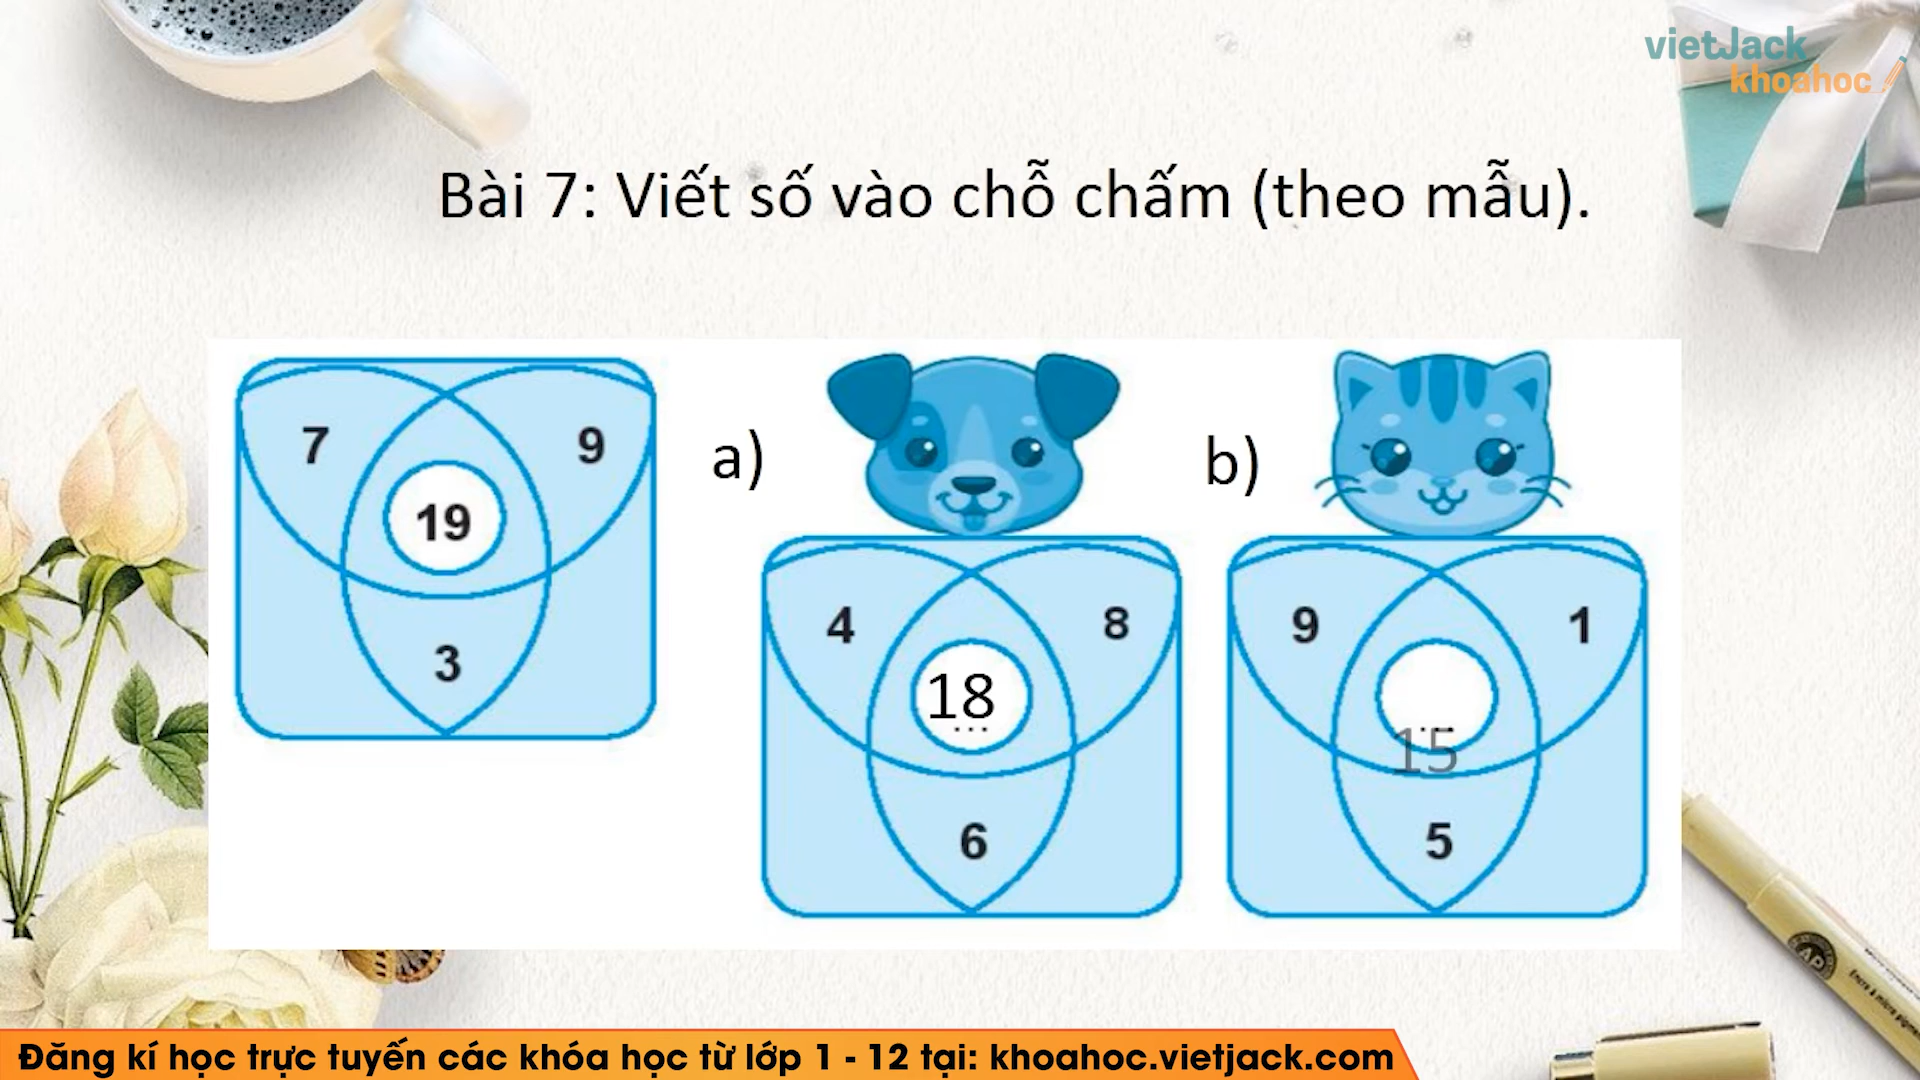 vietJack
khoahoc
Bài 7: Viết số vào chỗ chấm (theo mẫu).
7
9
19
3
a)
4
8
18
...
6
b)
9
1
...
15
5
Đăng kí học trực tuyến các khóa học từ lớp 1 - 12 tại: khoahoc.vietjack.com